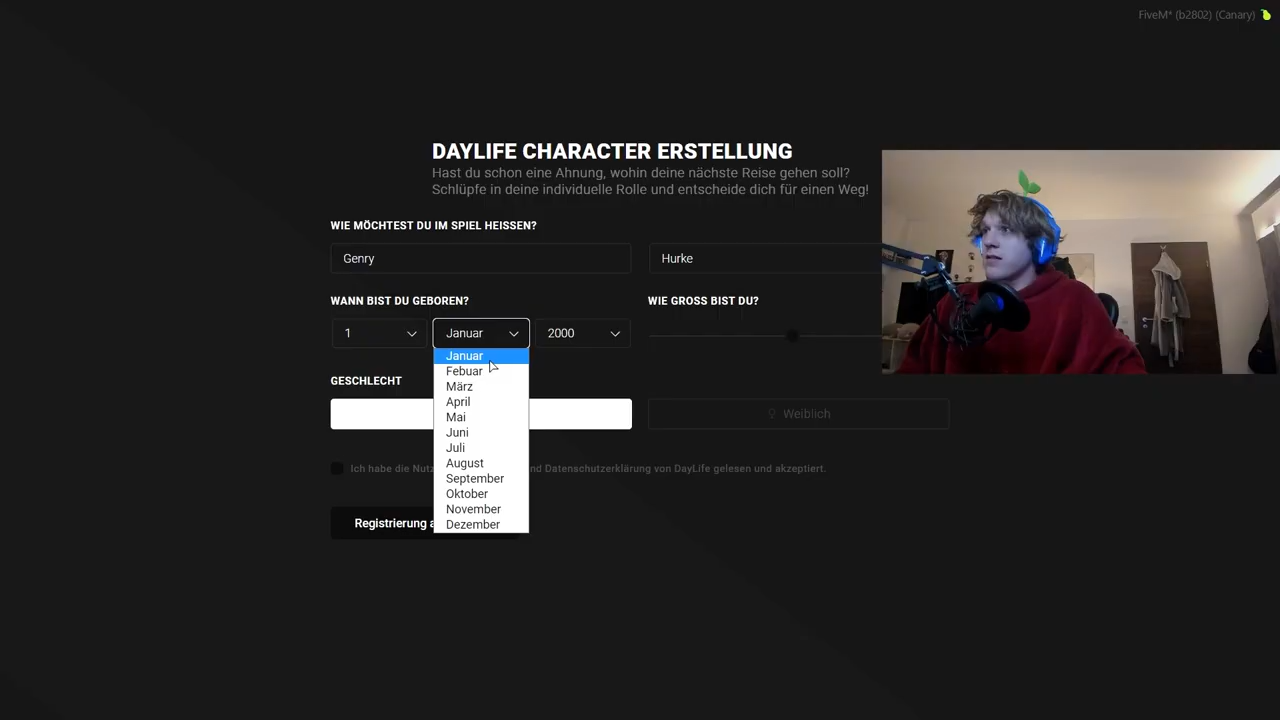 FiveM* (b2802) (Canary)
DAYLIFE CHARACTER ERSTELLUNG
Hast du schon eine Ahnung, wohin deine nächste Reise gehen soll?
Schlüpfe in deine individuelle Rolle und entscheide dich für einen Weg!
WIE MÖCHTEST DU IM SPIEL HEISSEN?
Genry
Hurke
WANN BIST DU GEBOREN?
WIE GROSS BIST DU?
1
Januar
2000
Januar
Febuar
März
April
Mai
Juni
Juli
August
September
Oktober
November
Dezember
GESCHLECHT
Weiblich
Ich habe die Nutz nd Datenschutzerklärung von DayLife gelesen und akzeptiert.
Registrierung a